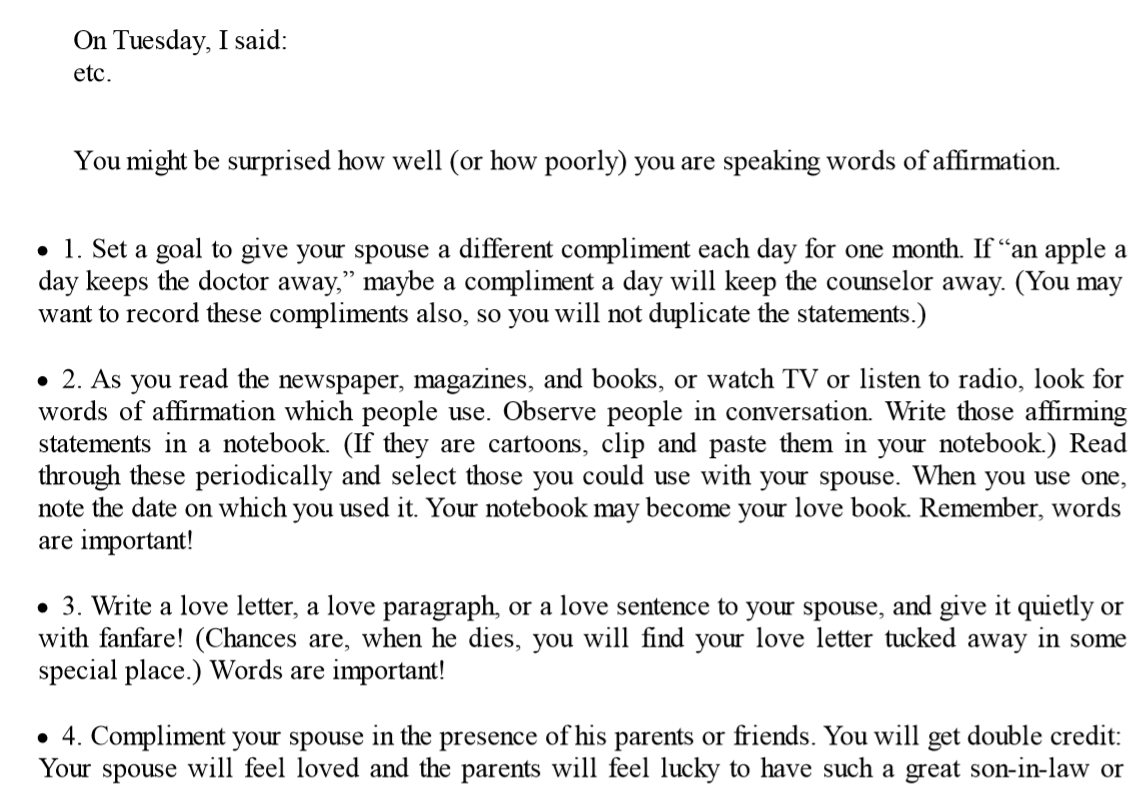 On Tuesday, I said:
etc.
You might be surprised how well (or how poorly) you are speaking words of affirmation.
• 1. Set a goal to give your spouse a different compliment each day for one month. If “an apple a
day keeps the doctor away,” maybe a compliment a day will keep the counselor away. (You may
want to record these compliments also, so you will not duplicate the statements.)
• 2. As you read the newspaper, magazines, and books, or watch TV or listen to radio, look for
words of affirmation which people use. Observe people in conversation. Write those affirming
statements in a notebook. (If they are cartoons, clip and paste them in your notebook.) Read
through these periodically and select those you could use with your spouse. When you use one,
note the date on which you used it. Your notebook may become your love book. Remember, words
are important!
• 3. Write a love letter, a love paragraph, or a love sentence to your spouse, and give it quietly or
with fanfare! (Chances are, when he dies, you will find your love letter tucked away in some
special place.) Words are important!
• 4. Compliment your spouse in the presence of his parents or friends. You will get double credit:
Your spouse will feel loved and the parents will feel lucky to have such a great son-in-law or